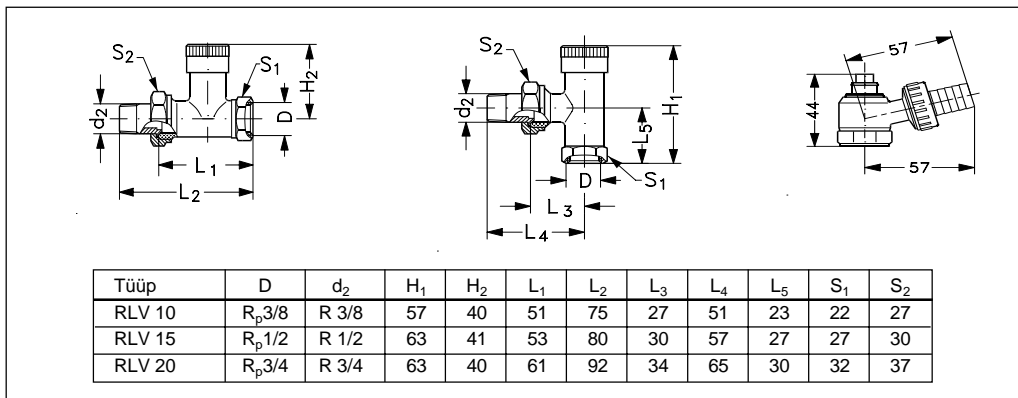 S₂ S₁ H₂ d₂ D L₁ L₂
S₂ d₂ H₁ L₅ D S₁ L₃ L₄
57 44 57
Tüüp D d₂ H₁ H₂ L₁ L₂ L₃ L₄ L₅ S₁ S₂
RLV 10 Rₚ3/8 R 3/8 57 40 51 75 27 51 23 22 27
RLV 15 Rₚ1/2 R 1/2 63 41 53 80 30 57 27 27 30
RLV 20 Rₚ3/4 R 3/4 63 40 61 92 34 65 30 32 37